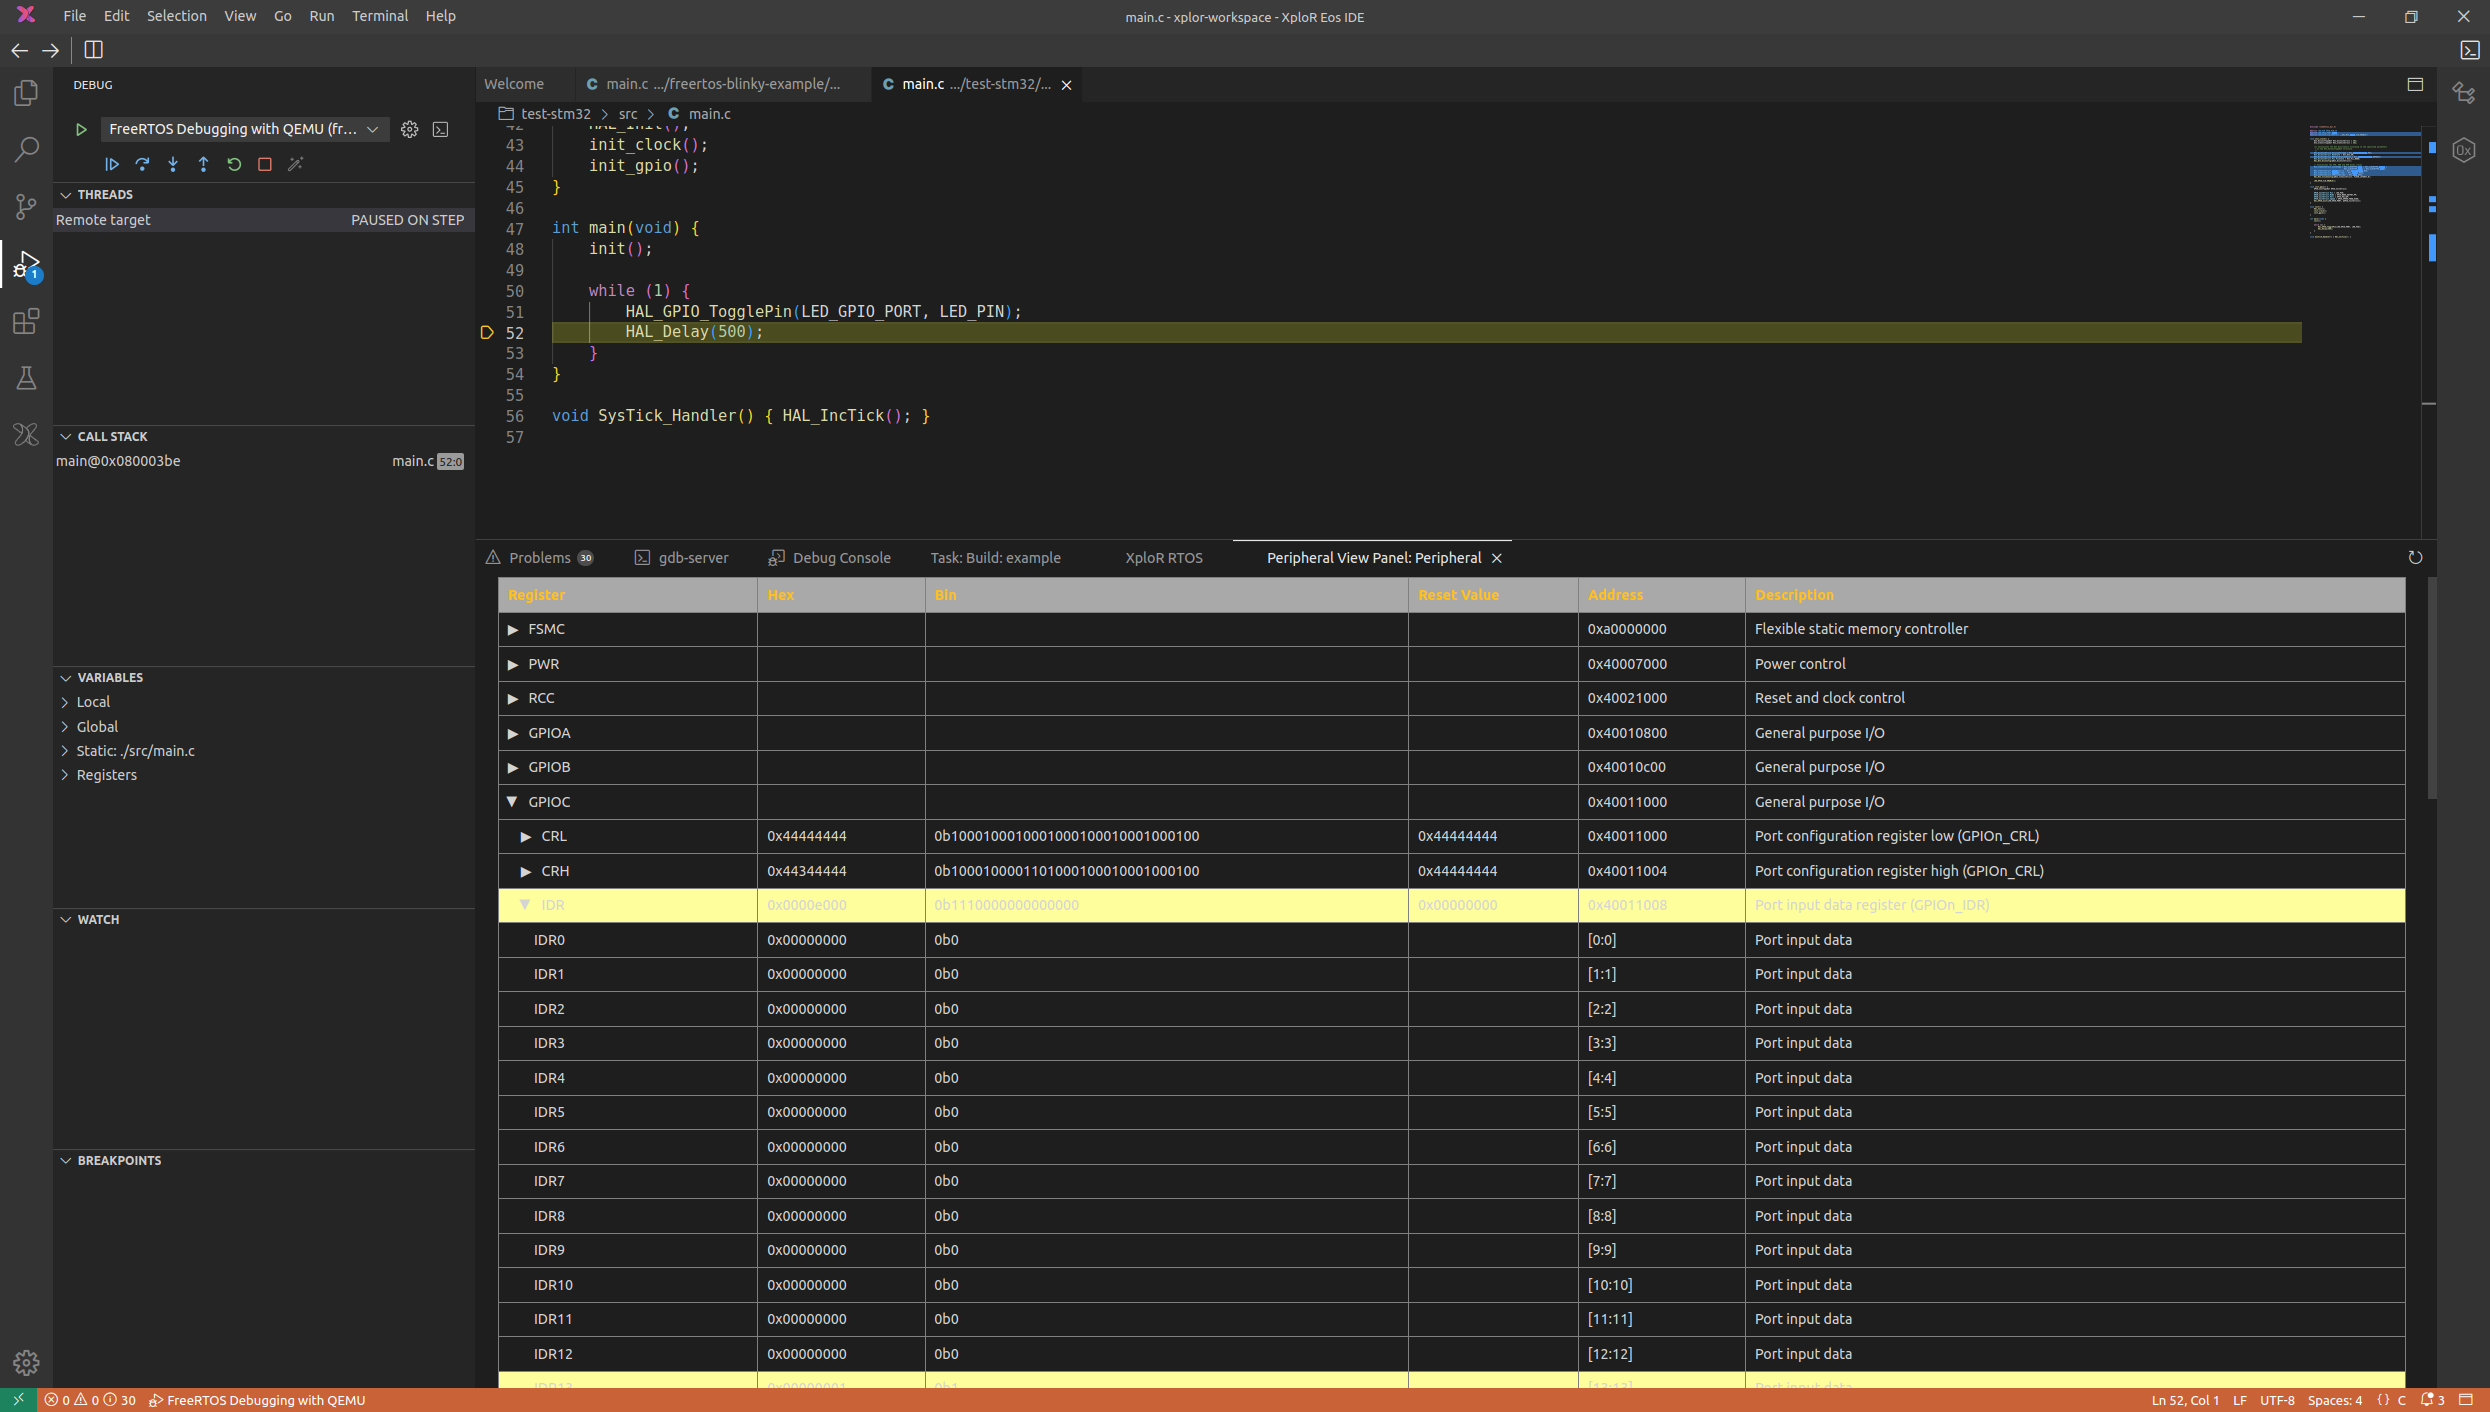 File Edit Selection View Go Run Terminal Help
main.c - xplor-workspace - XploR Eos IDE
DEBUG
FreeRTOS Debugging with QEMU (fr...
THREADS
Remote target PAUSED ON STEP
CALL STACK
main@0x080003be main.c 52:0
VARIABLES
Local
Global
Static: ./src/main.c
Registers
WATCH
BREAKPOINTS
1
Welcome main.c .../freertos-blinky-example/... main.c .../test-stm32/...
test-stm32 > src > C main.c
42 HAL_Init();
43 init_clock();
44 init_gpio();
45 }
46
47 int main(void) {
48 init();
49
50 while (1) {
51 HAL_GPIO_TogglePin(LED_GPIO_PORT, LED_PIN);
52 HAL_Delay(500);
53 }
54 }
55
56 void SysTick_Handler() { HAL_IncTick(); }
57
0x
Problems 30 gdb-server Debug Console Task: Build: example XploR RTOS Peripheral View Panel: Peripheral
Register Hex Bin Reset Value Address Description
FSMC 0xa0000000 Flexible static memory controller
PWR 0x40007000 Power control
RCC 0x40021000 Reset and clock control
GPIOA 0x40010800 General purpose I/O
GPIOB 0x40010c00 General purpose I/O
GPIOC 0x40011000 General purpose I/O
CRL 0x44444444 0b1000100010001000100010001000100 0x44444444 0x40011000 Port configuration register low (GPIOn_CRL)
CRH 0x44344444 0b1000100001101000100010001000100 0x44444444 0x40011004 Port configuration register high (GPIOn_CRL)
IDR 0x0000e000 0b1110000000000000 0x00000000 0x40011008 Port input data register (GPIOn_IDR)
IDR0 0x00000000 0b0 [0:0] Port input data
IDR1 0x00000000 0b0 [1:1] Port input data
IDR2 0x00000000 0b0 [2:2] Port input data
IDR3 0x00000000 0b0 [3:3] Port input data
IDR4 0x00000000 0b0 [4:4] Port input data
IDR5 0x00000000 0b0 [5:5] Port input data
IDR6 0x00000000 0b0 [6:6] Port input data
IDR7 0x00000000 0b0 [7:7] Port input data
IDR8 0x00000000 0b0 [8:8] Port input data
IDR9 0x00000000 0b0 [9:9] Port input data
IDR10 0x00000000 0b0 [10:10] Port input data
IDR11 0x00000000 0b0 [11:11] Port input data
IDR12 0x00000000 0b0 [12:12] Port input data
IDR13 0x00000001 0b1 [13:13] Port input data
0 0 30 FreeRTOS Debugging with QEMU Ln 52, Col 1 LF UTF-8 Spaces: 4 {} C 3